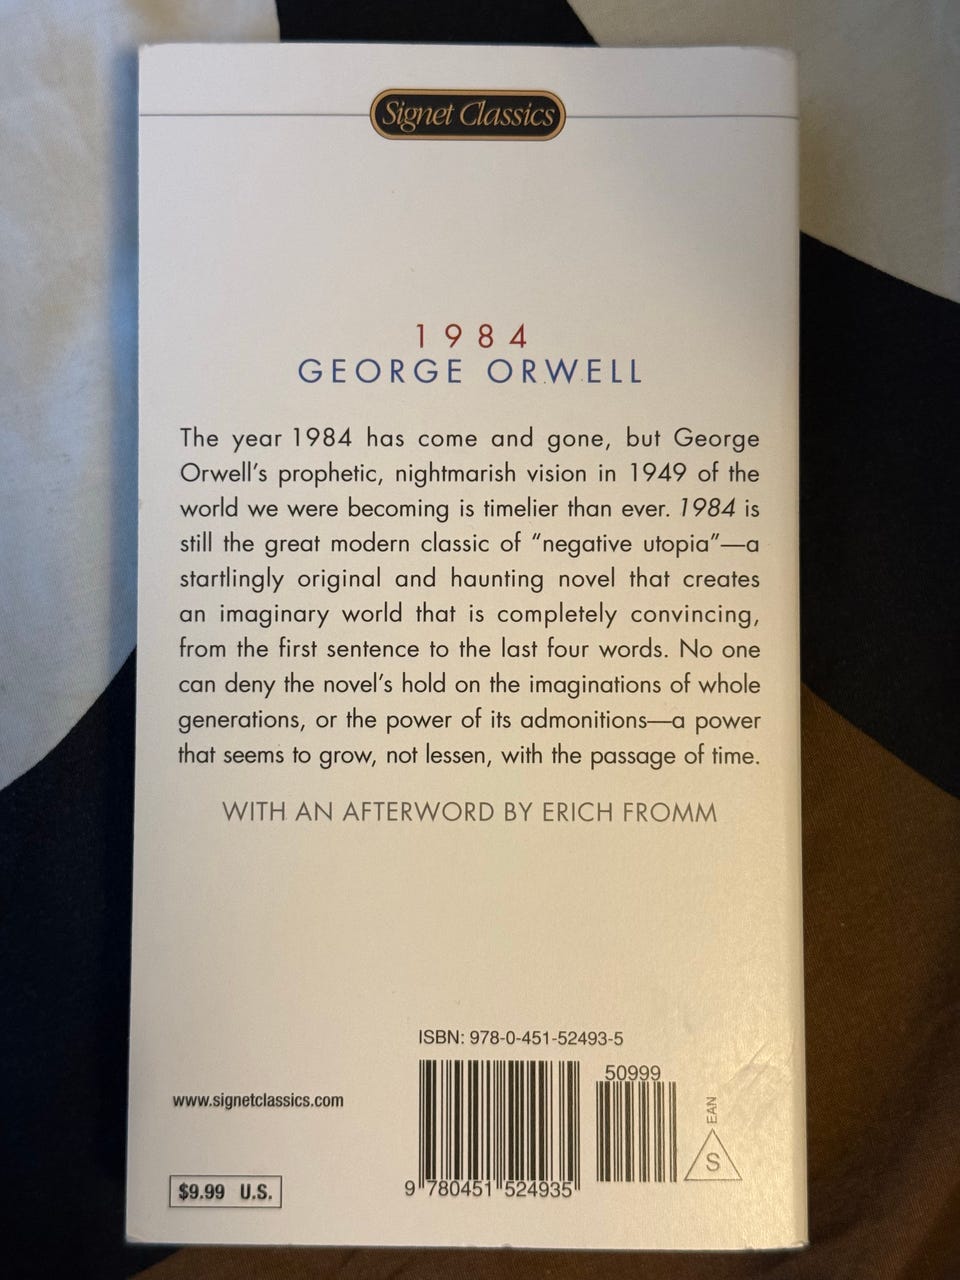 Signet Classics
1984
GEORGE ORWELL
The year 1984 has come and gone, but George
Orwell's prophetic, nightmarish vision in 1949 of the
world we were becoming is timelier than ever. 1984 is
still the great modern classic of “negative utopia”—a
startlingly original and haunting novel that creates
an imaginary world that is completely convincing,
from the first sentence to the last four words. No one
can deny the novel's hold on the imaginations of whole
generations, or the power of its admonitions—a power
that seems to grow, not lessen, with the passage of time.
WITH AN AFTERWORD BY ERICH FROMM
ISBN: 978-0-451-52493-5
50999
www.signetclassics.com
EAN
S
9 780451 524935
$9.99 U.S.